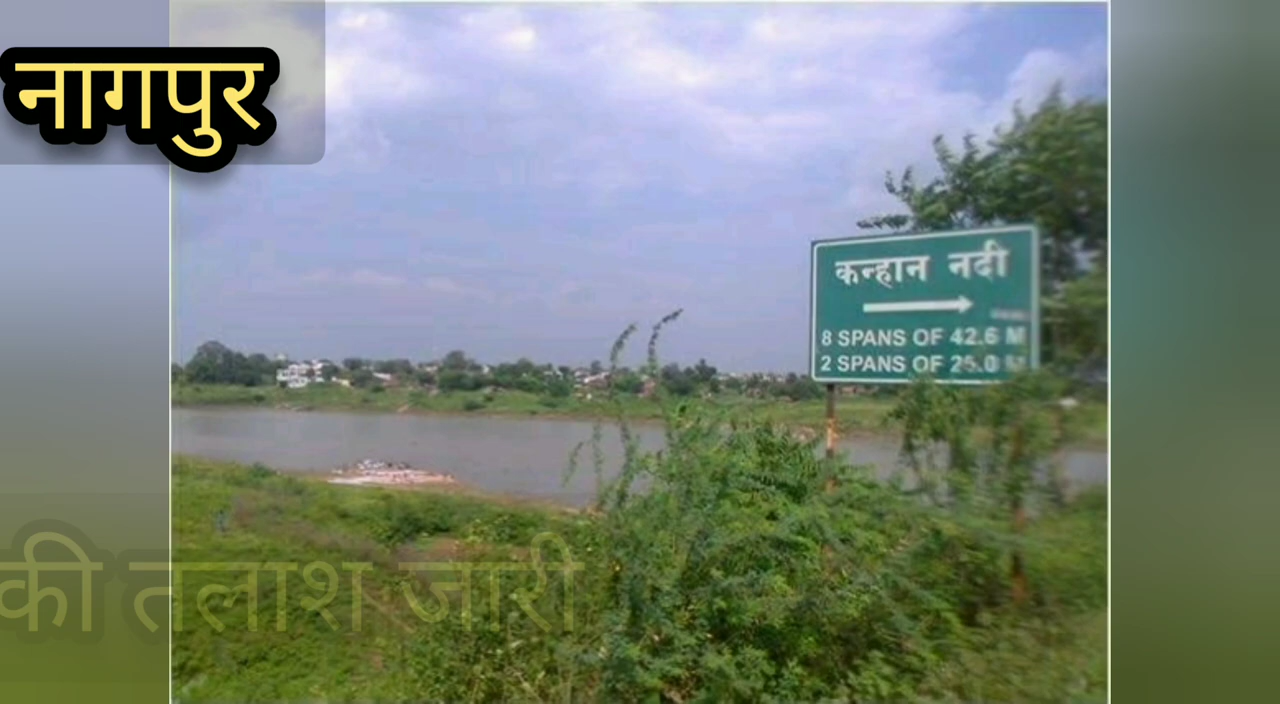 नागपुर
कन्हान नदी
8 SPANS OF 42.6 M
2 SPANS OF 25.0 M
की तलाश जारी